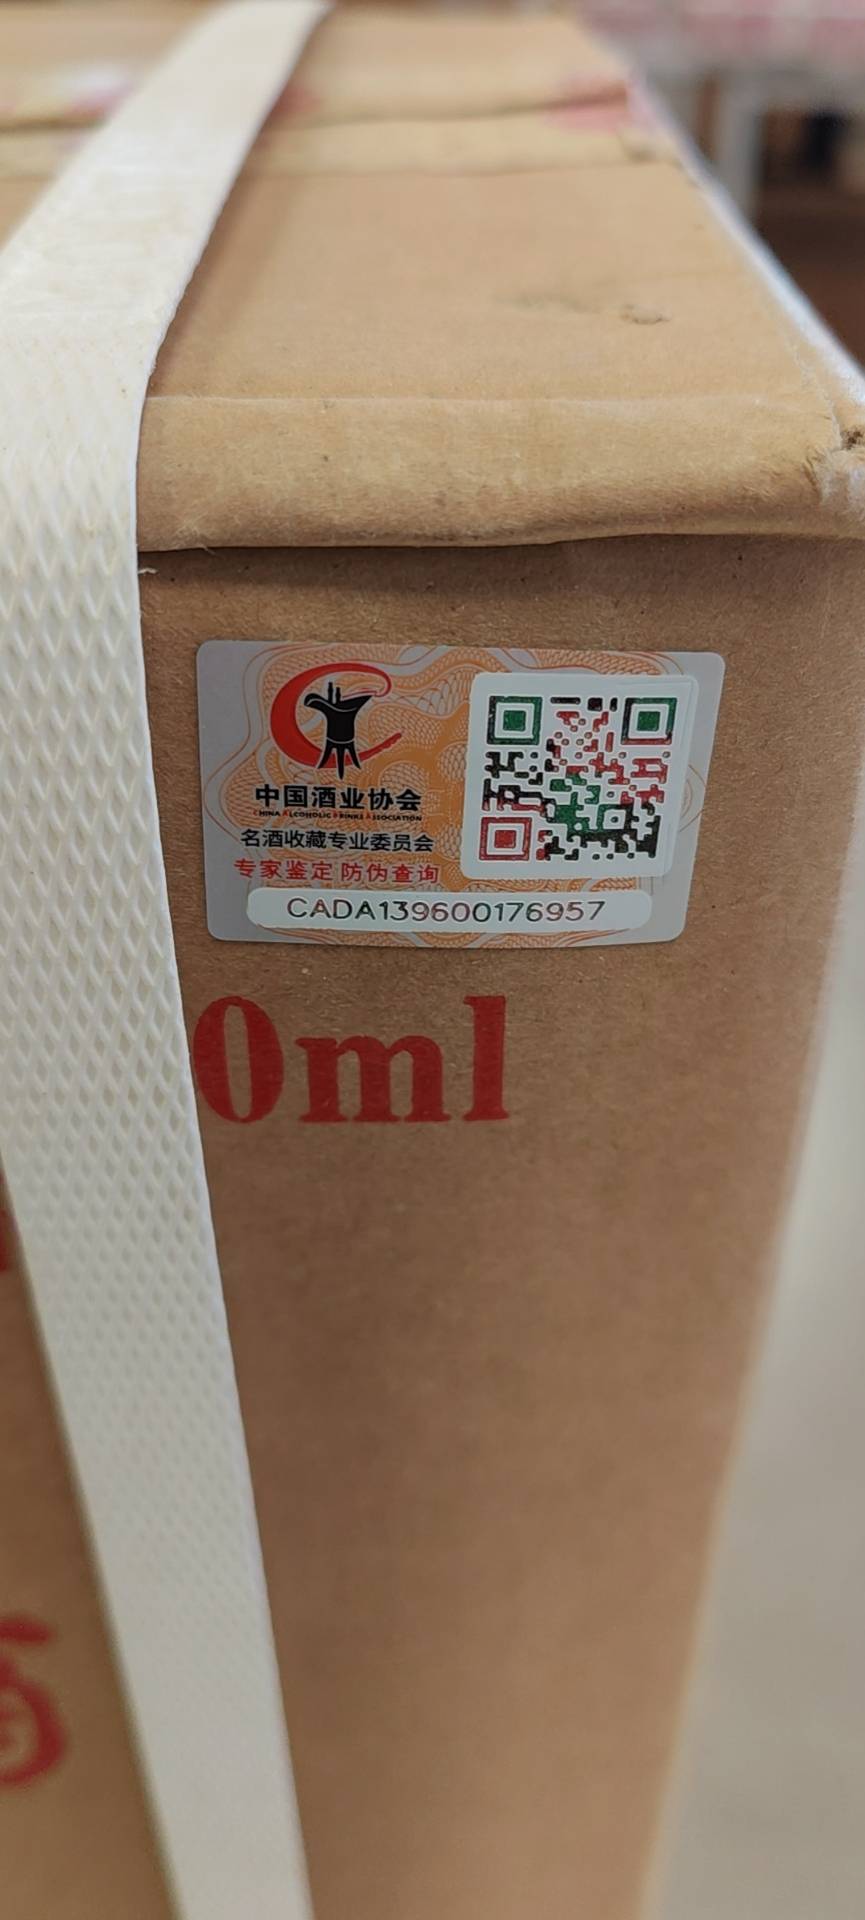 中国酒业协会
CHINA ALCOHOLIC DRINKS ASSOCIATION
名酒收藏专业委员会
专家鉴定 防伪查询
CADA139600176957
0ml